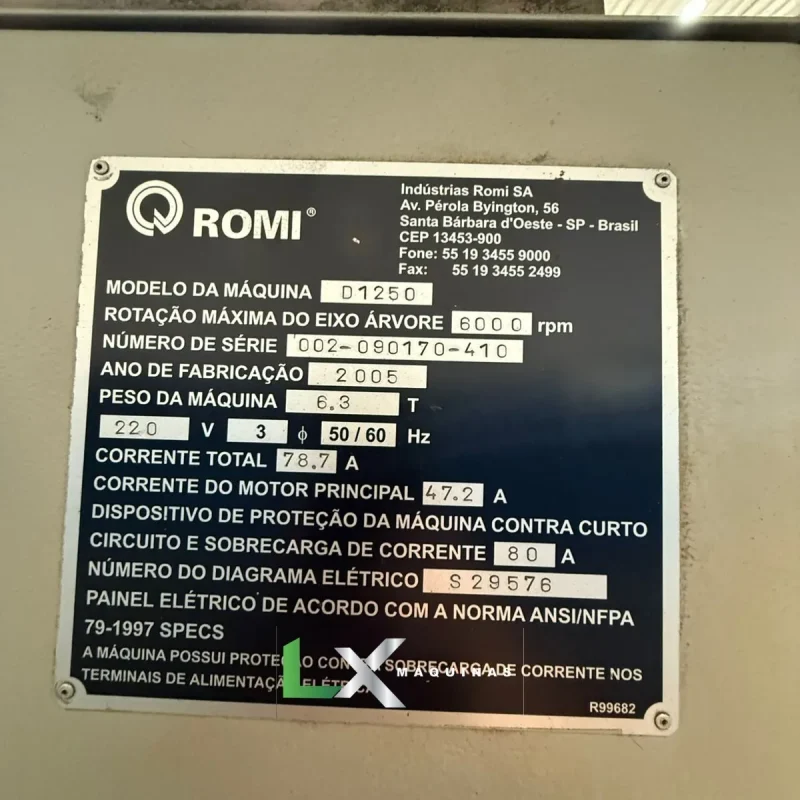 ROMI®
Indústrias Romi SA
Av. Pérola Byington, 56
Santa Bárbara d'Oeste - SP - Brasil
CEP 13453-900
Fone: 55 19 3455 9000
Fax: 55 19 3455 2499
MODELO DA MÁQUINA D1250
ROTAÇÃO MÁXIMA DO EIXO ÁRVORE 6000 rpm
NÚMERO DE SÉRIE 002-090170-410
ANO DE FABRICAÇÃO 2005
PESO DA MÁQUINA 6.3 T
220 V 3 ϕ 50/60 Hz
CORRENTE TOTAL 78.7 A
CORRENTE DO MOTOR PRINCIPAL 47.2 A
DISPOSITIVO DE PROTEÇÃO DA MÁQUINA CONTRA CURTO
CIRCUITO E SOBRECARGA DE CORRENTE 80 A
NÚMERO DO DIAGRAMA ELÉTRICO S29576
PAINEL ELÉTRICO DE ACORDO COM A NORMA ANSI/NFPA
79-1997 SPECS
A MÁQUINA POSSUI PROTEÇÃO CONTRA SOBRECARGA DE CORRENTE NOS
TERMINAIS DE ALIMENTAÇÃO ELÉTRICA
LX MÁQUINAS
R99682